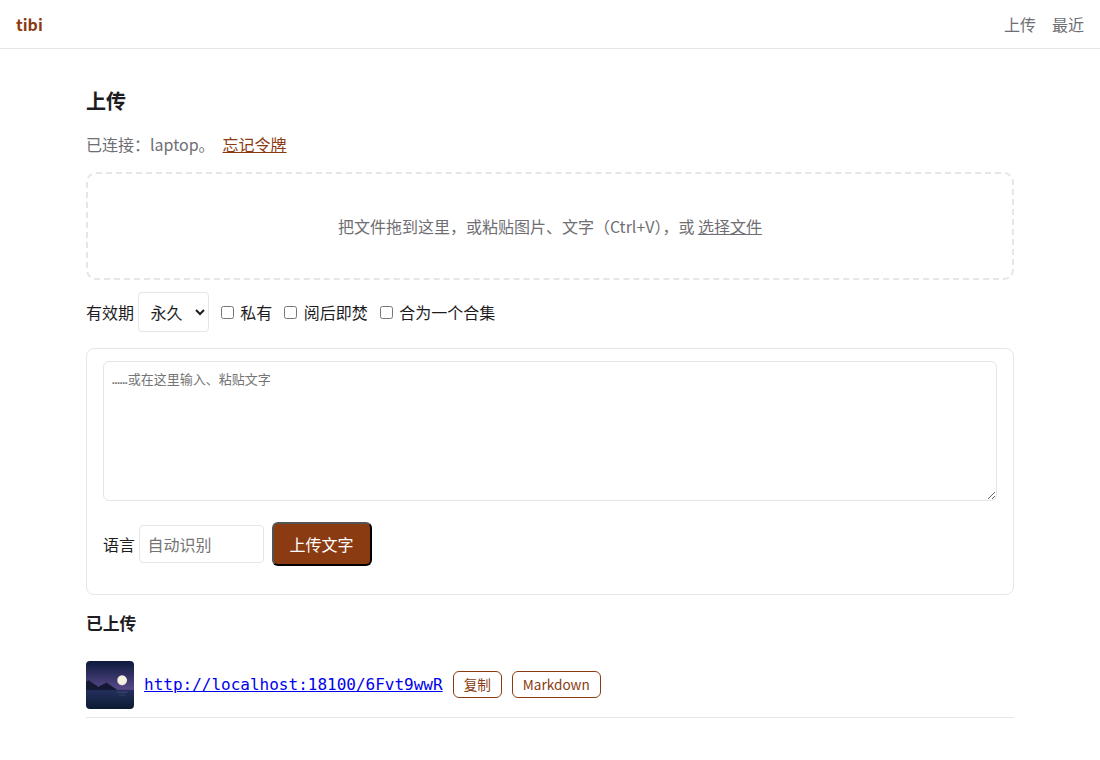 tibi
上传 最近
上传
已连接：laptop。 忘记令牌
把文件拖到这里，或粘贴图片、文字（Ctrl+V），或 选择文件
有效期 永久 私有 阅后即焚 合为一个合集
……或在这里输入、粘贴文字
语言 自动识别 上传文字
已上传
http://localhost:18100/6Fvt9wwR 复制 Markdown